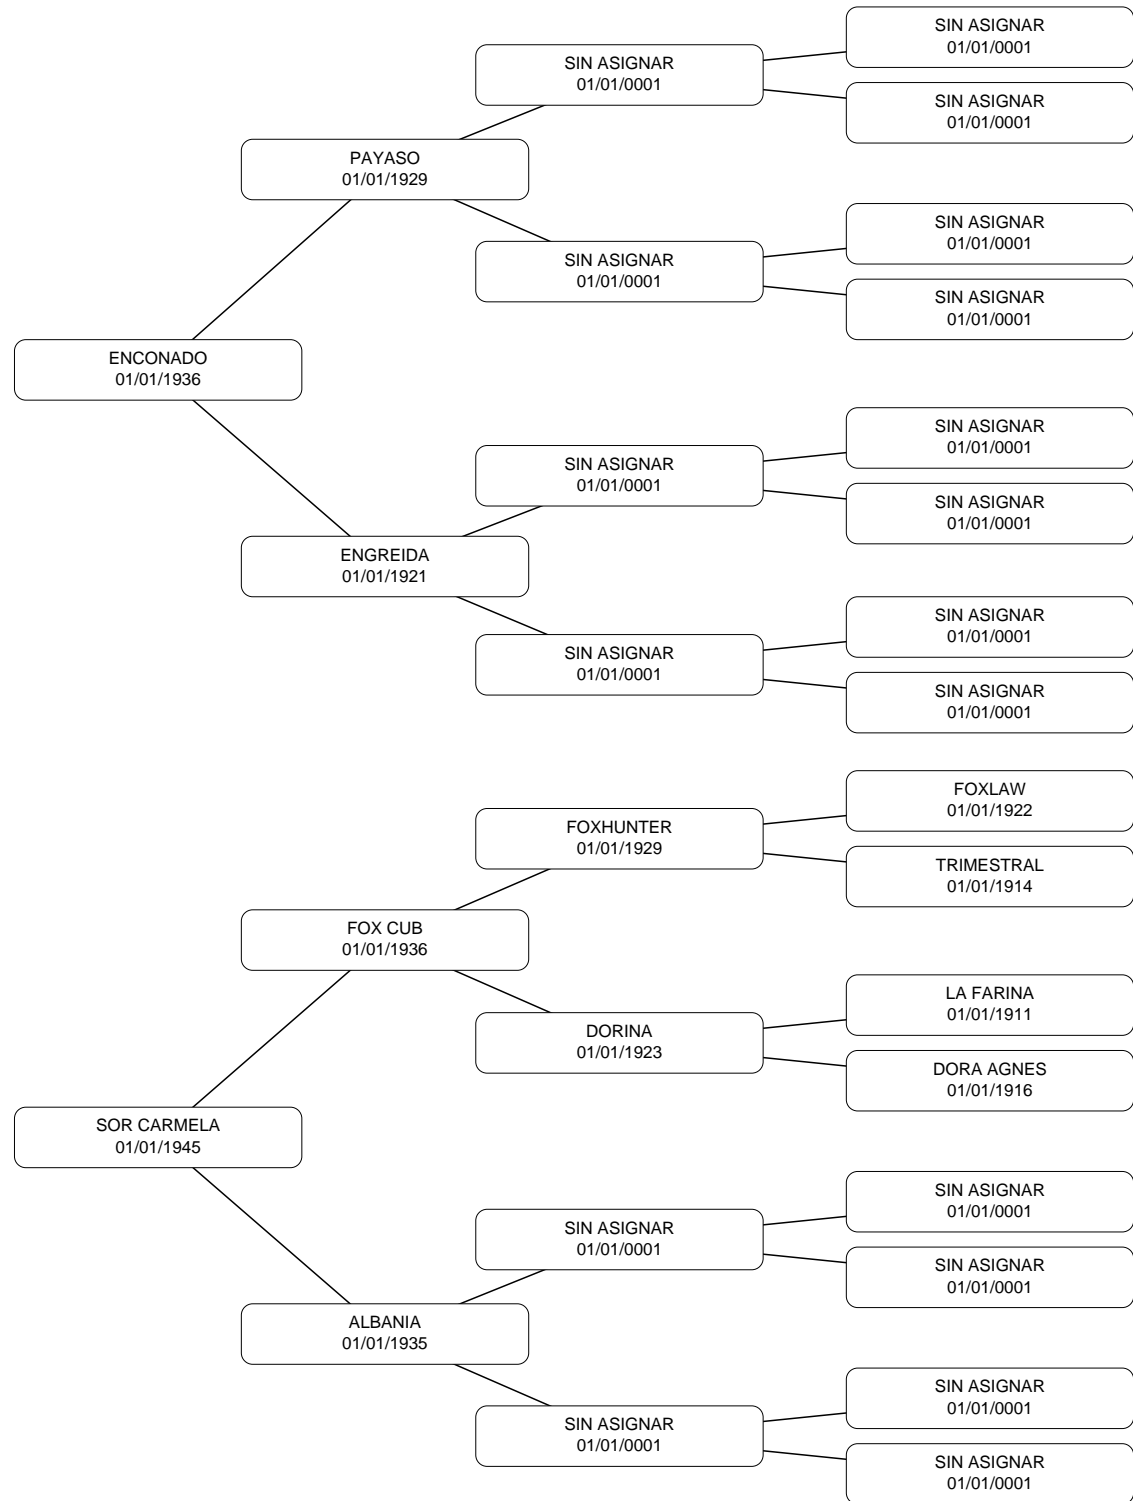 SIN ASIGNAR
01/01/0001
SIN ASIGNAR
01/01/0001
SIN ASIGNAR
01/01/0001
PAYASO
01/01/1929
SIN ASIGNAR
01/01/0001
SIN ASIGNAR
01/01/0001
SIN ASIGNAR
01/01/0001
ENCONADO
01/01/1936
SIN ASIGNAR
01/01/0001
SIN ASIGNAR
01/01/0001
SIN ASIGNAR
01/01/0001
ENGREIDA
01/01/1921
SIN ASIGNAR
01/01/0001
SIN ASIGNAR
01/01/0001
SIN ASIGNAR
01/01/0001
FOXLAW
01/01/1922
FOXHUNTER
01/01/1929
TRIMESTRAL
01/01/1914
FOX CUB
01/01/1936
LA FARINA
01/01/1911
DORINA
01/01/1923
DORA AGNES
01/01/1916
SOR CARMELA
01/01/1945
SIN ASIGNAR
01/01/0001
SIN ASIGNAR
01/01/0001
SIN ASIGNAR
01/01/0001
ALBANIA
01/01/1935
SIN ASIGNAR
01/01/0001
SIN ASIGNAR
01/01/0001
SIN ASIGNAR
01/01/0001